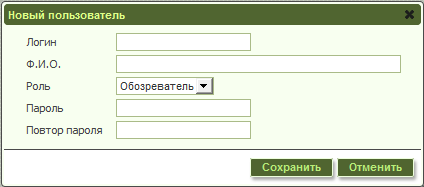 Новый пользователь
Логин
Ф.И.О.
Роль Обозреватель
Пароль
Повтор пароля
Сохранить Отменить